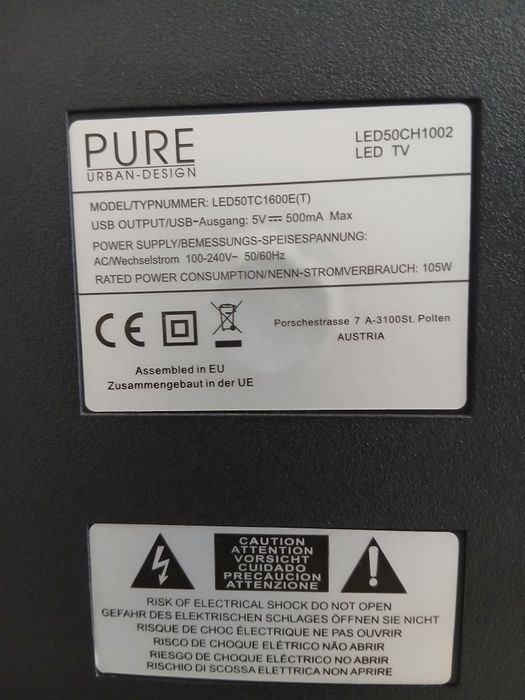 PURE
URBAN-DESIGN
LED50CH1002
LED TV
MODEL/TYPNUMMER: LED50TC1600E(T)
USB OUTPUT/USB-Ausgang: 5V⎓ 500mA Max
POWER SUPPLY/BEMESSUNGS-SPEISESPANNUNG:
AC/Wechselstrom 100-240V~ 50/60Hz
RATED POWER CONSUMPTION/NENN-STROMVERBRAUCH: 105W
CE
Porschestrasse 7 A-3100St. Polten
AUSTRIA
Assembled in EU
Zusammengebaut in der UE
CAUTION
ATTENTION
VORSICHT
CUIDADO
PRECAUCION
ATTENZIONE
RISK OF ELECTRICAL SHOCK DO NOT OPEN
GEFAHR DES ELEKTRISCHEN SCHLAGES ÖFFNEN SIE NICHT
RISQUE DE CHOC ÉLECTRIQUE NE PAS OUVRIR
RISCO DE CHOQUE ELÉTRICO NÃO ABRIR
RIESGO DE CHOQUE ELÉCTRICO NO ABRIR
RISCHIO DI SCOSSA ELETTRICA NON APRIRE